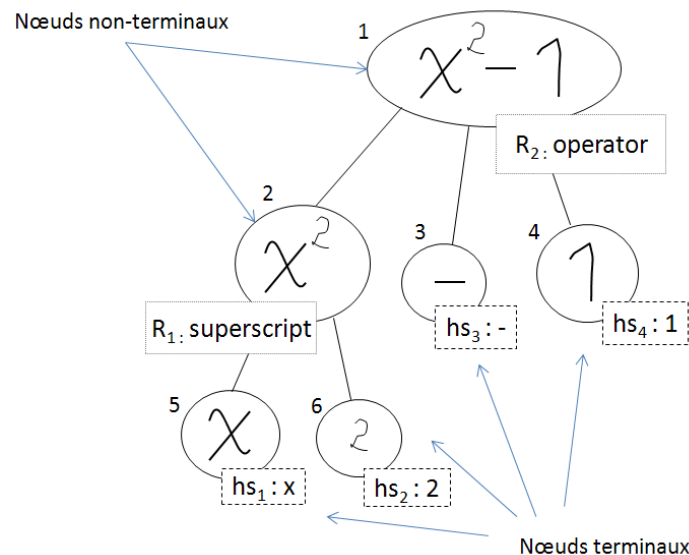 Nœuds non-terminaux
1
x² − 1
R₂: operator
2
x²
3
−
4
1
R₁: superscript
hs₃ : -
hs₄ : 1
5
x
6
2
hs₁ : x
hs₂ : 2
Nœuds terminaux